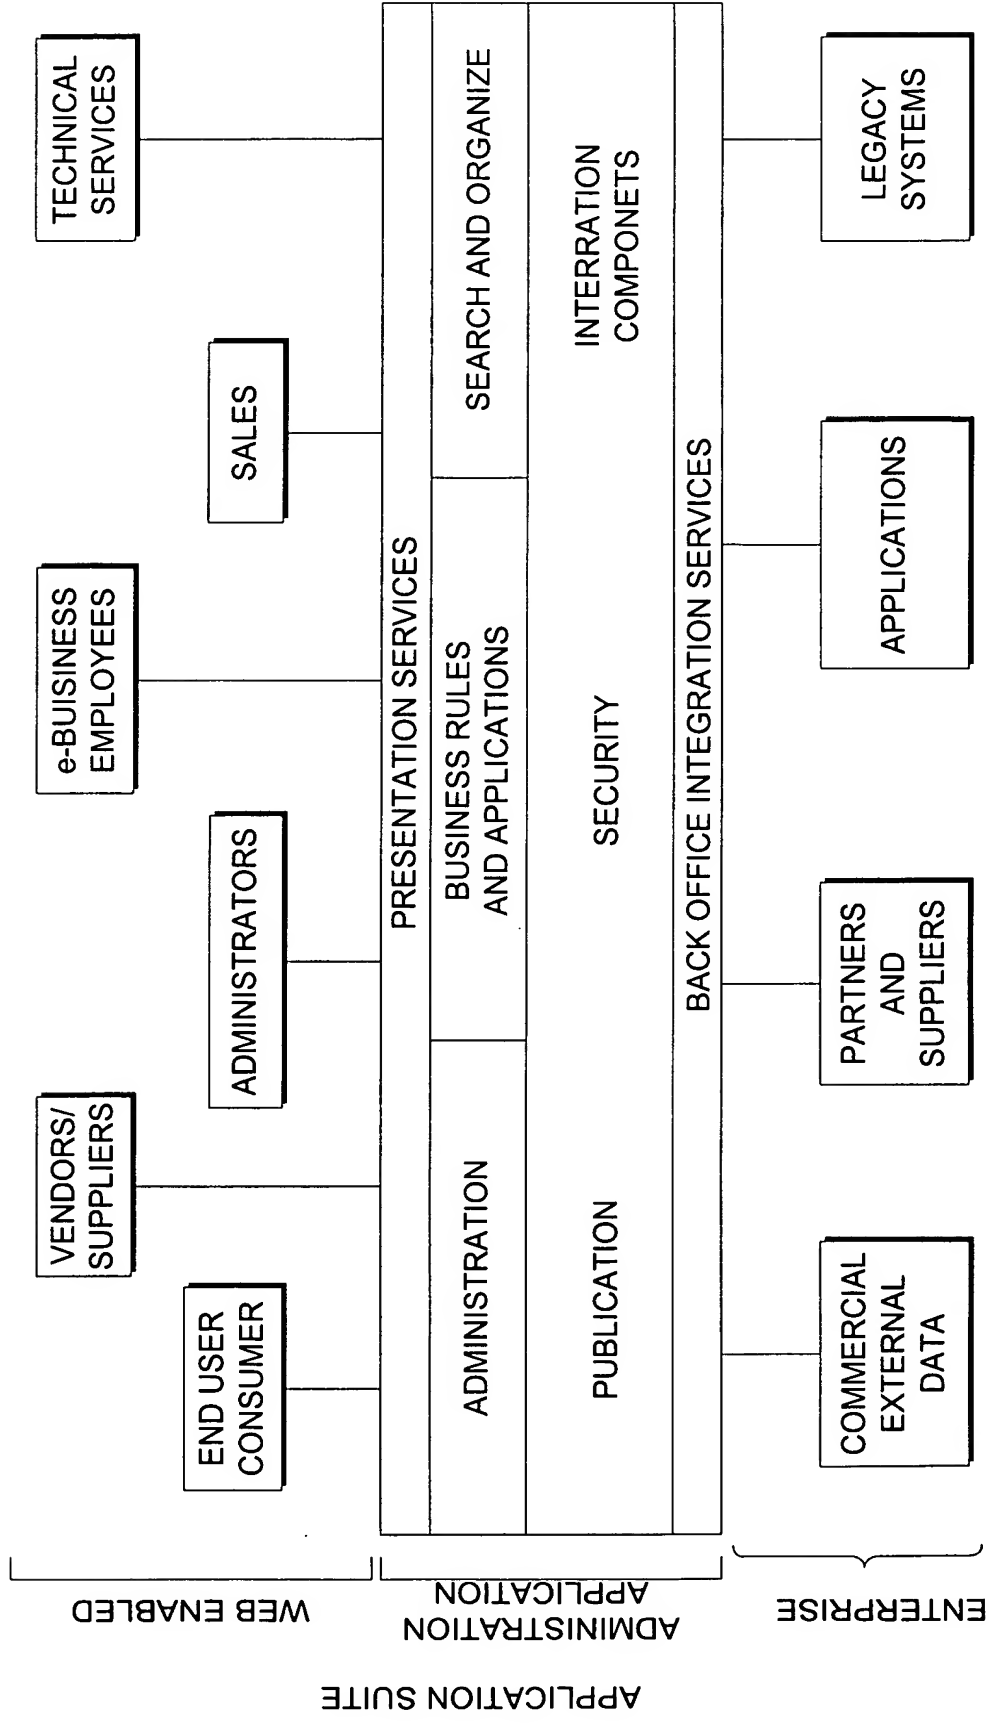 APPLICATION SUITE
WEB ENABLED
END USER
CONSUMER
VENDORS/
SUPPLIERS
ADMINISTRATORS
e-BUISINESS
EMPLOYEES
SALES
TECHNICAL
SERVICES
ADMINISTRATION
APPLICATION
PRESENTATION SERVICES
ADMINISTRATION
BUSINESS RULES
AND APPLICATIONS
SEARCH AND ORGANIZE
PUBLICATION
SECURITY
INTERRATION
COMPONETS
BACK OFFICE INTEGRATION SERVICES
ENTERPRISE
COMMERCIAL
EXTERNAL
DATA
PARTNERS
AND
SUPPLIERS
APPLICATIONS
LEGACY
SYSTEMS